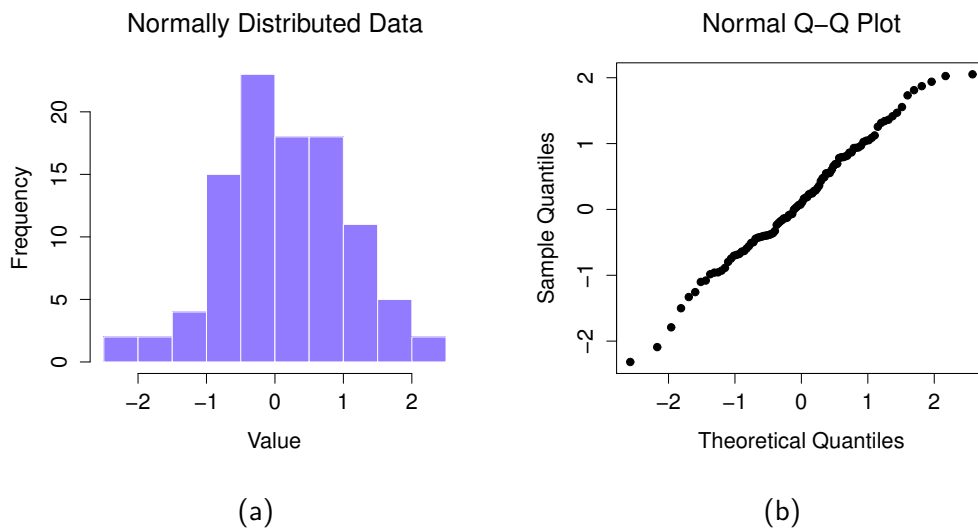 Normally Distributed Data
Frequency
0
5
10
15
20
−2
−1
0
1
2
Value
(a)
Normal Q−Q Plot
Sample Quantiles
−2
−1
0
1
2
−2
−1
0
1
2
Theoretical Quantiles
(b)